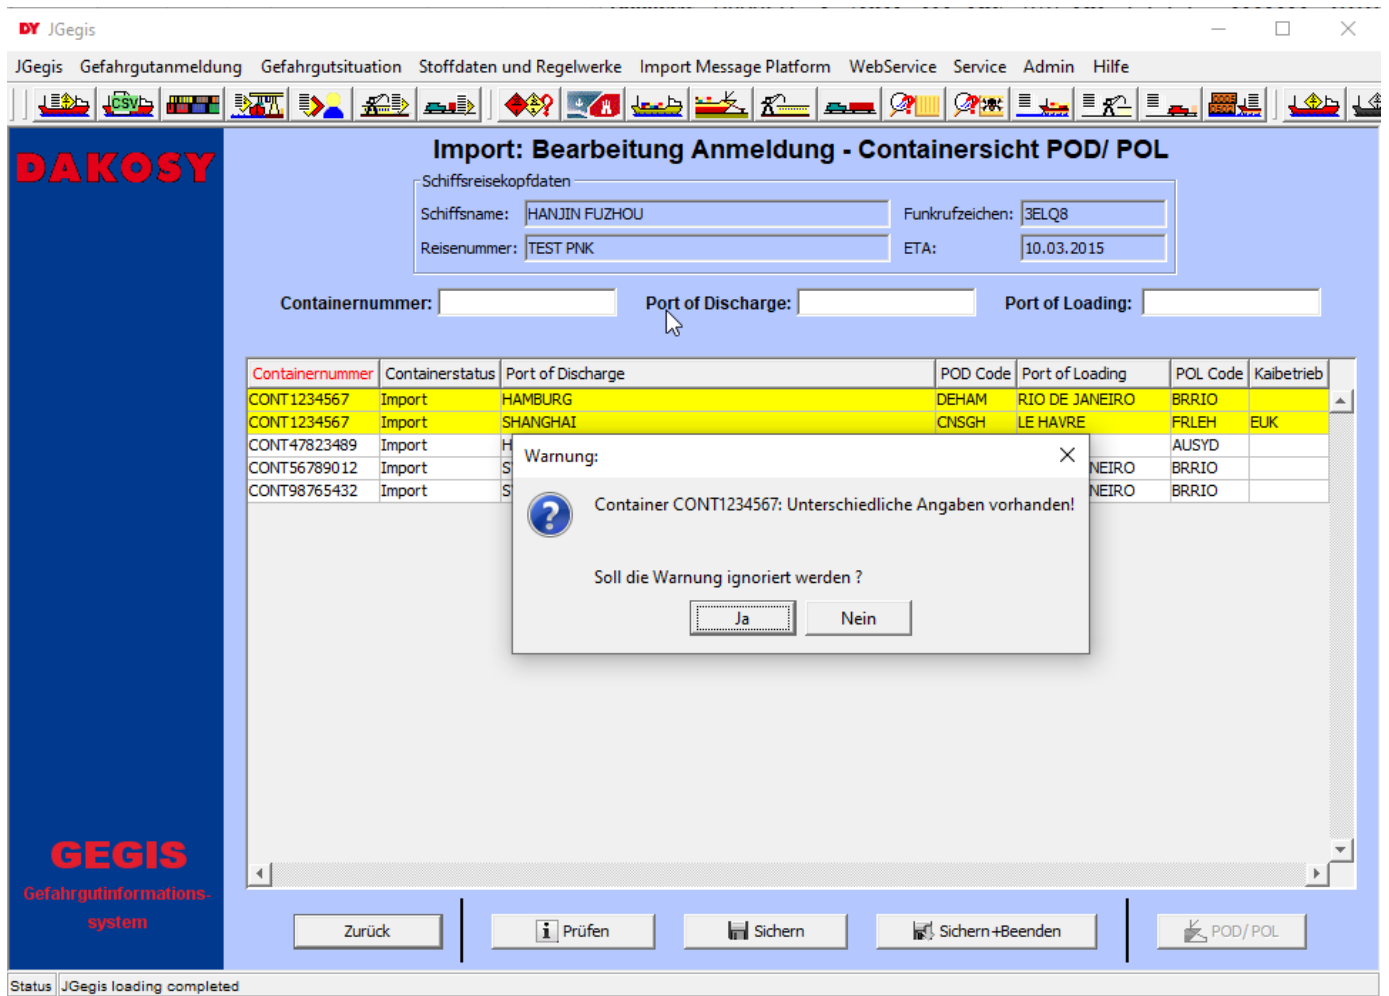 DY JGegis
JGegis Gefahrgutanmeldung Gefahrgutsituation Stoffdaten und Regelwerke Import Message Platform WebService Service Admin Hilfe
CSV
DAKOSY
Import: Bearbeitung Anmeldung - Containersicht POD/ POL
Schiffsreisekopfdaten
Schiffsname: HANJIN FUZHOU Funkrufzeichen: 3ELQ8
Reisenummer: TEST PNK ETA: 10.03.2015
Containernummer: Port of Discharge: Port of Loading:
Containernummer Containerstatus Port of Discharge POD Code Port of Loading POL Code Kaibetrieb
CONT1234567 Import HAMBURG DEHAM RIO DE JANEIRO BRRIO
CONT1234567 Import SHANGHAI CNSGH LE HAVRE FRLEH EUK
CONT47823489 Import H AUSYD
CONT56789012 Import S NEIRO BRRIO
CONT98765432 Import S NEIRO BRRIO
Warnung:
Container CONT1234567: Unterschiedliche Angaben vorhanden!
Soll die Warnung ignoriert werden ?
Ja Nein
GEGIS
Gefahrgutinformations-
system
Zurück Prüfen Sichern Sichern+Beenden POD/ POL
Status JGegis loading completed